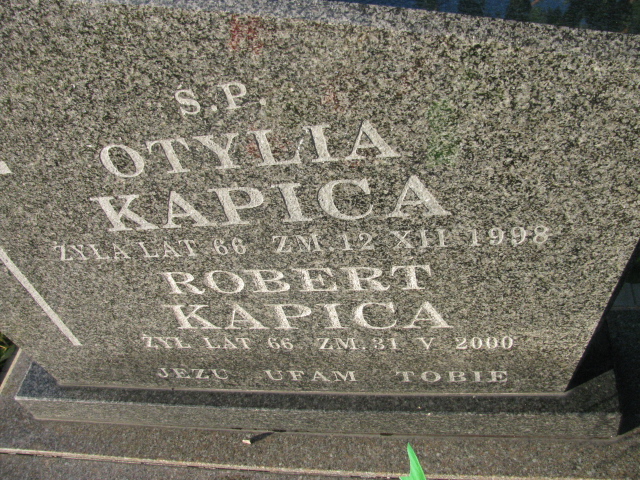 Ś.P.
OTYLIA
KAPICA
ŻYŁA LAT 66 ZM. 12 XII 1998
ROBERT
KAPICA
ŻYŁ LAT 66 ZM. 31 V 2000
JEZU UFAM TOBIE